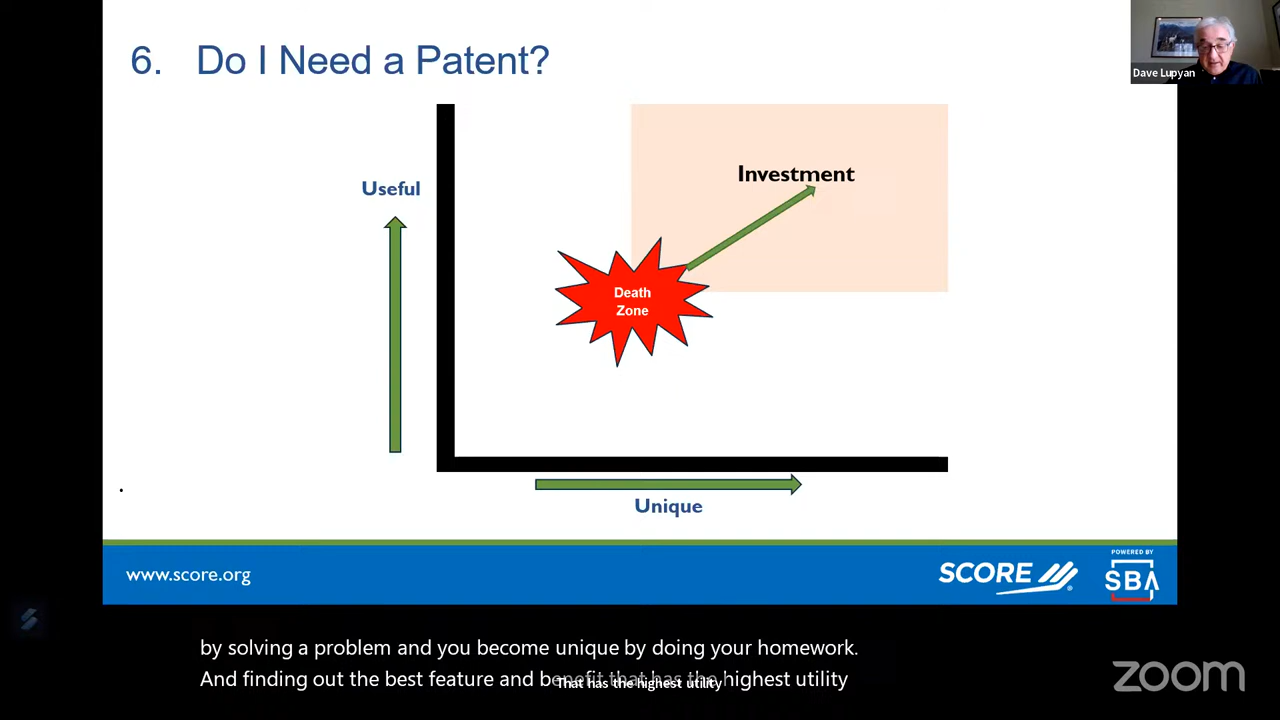 6. Do I Need a Patent?
Dave Lupyan
Investment
Useful
Death
Zone
Unique
www.score.org
SCORE
®
POWERED BY
SBA
by solving a problem and you become unique by doing your homework.
And finding out the best feature and benefit that has the highest utility
That has the highest utility
zoom